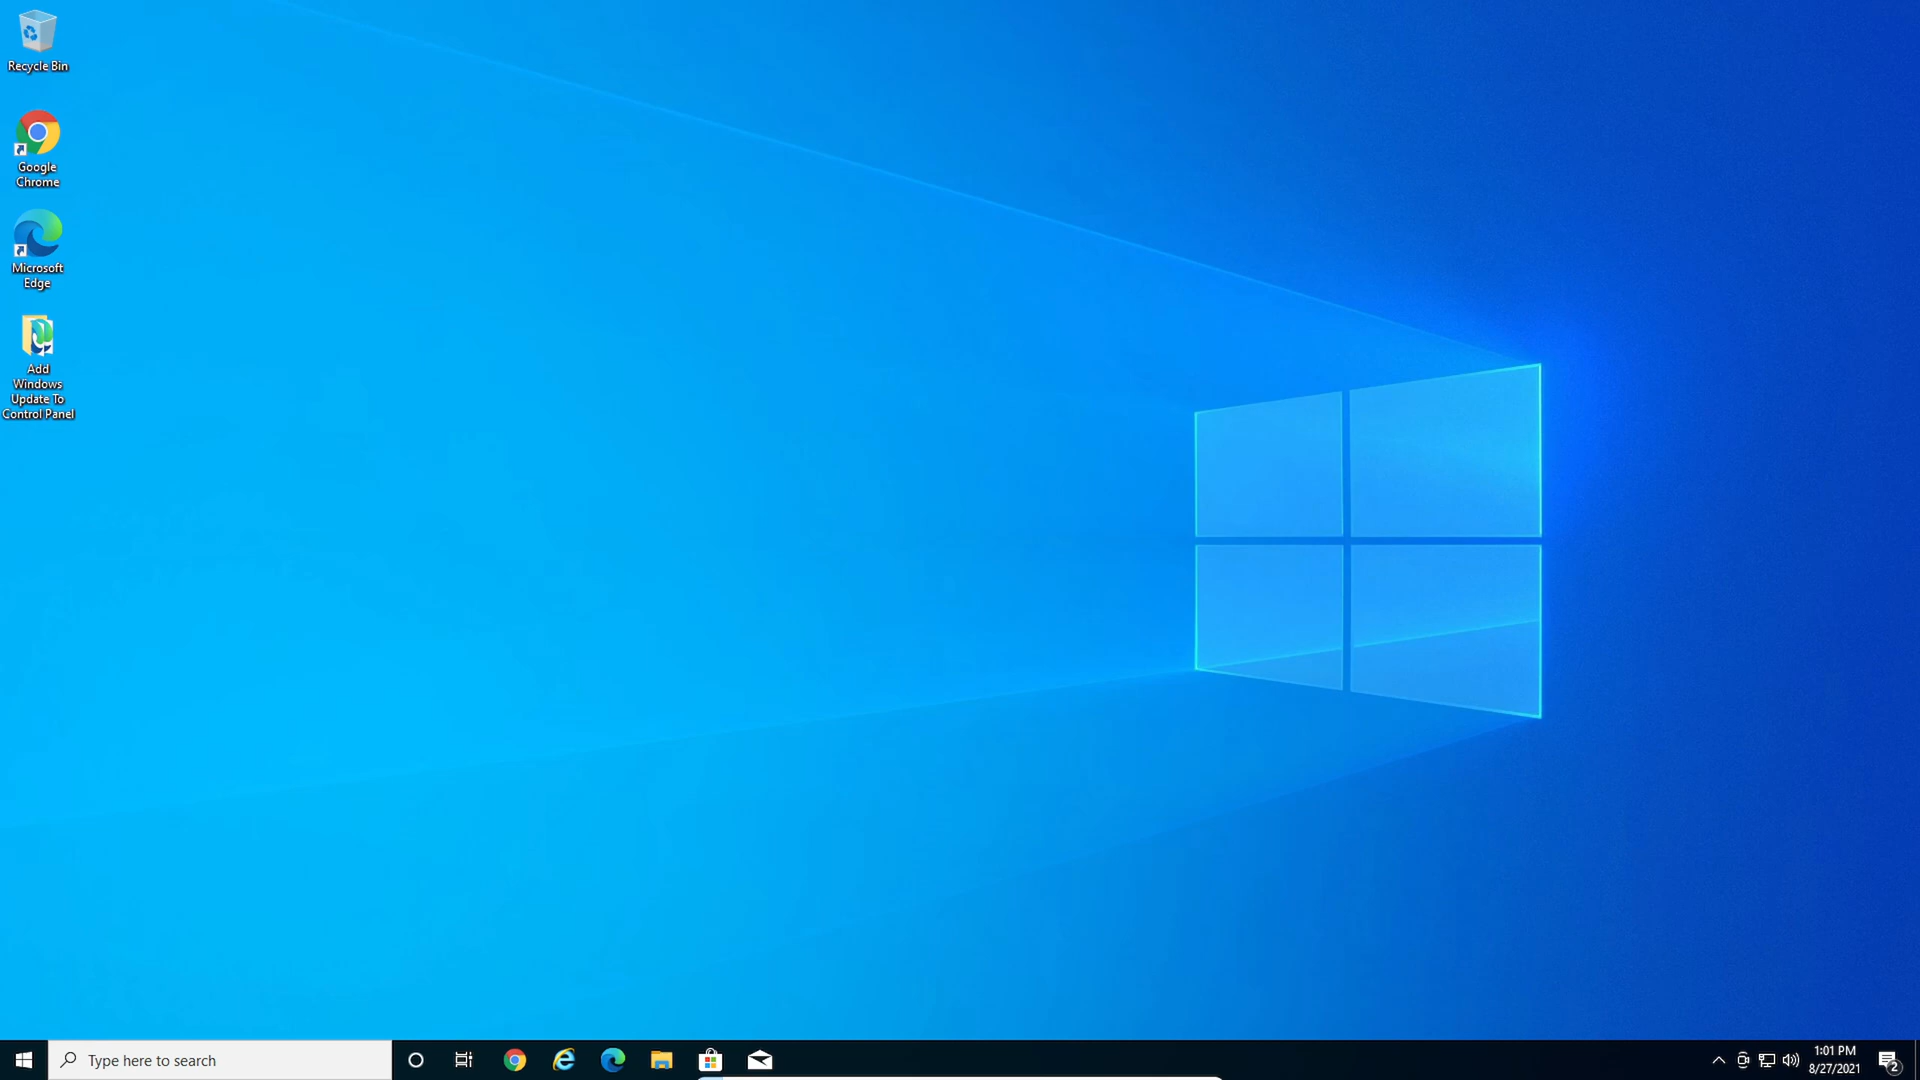 Recycle Bin
Google
Chrome
Microsoft
Edge
Add
Windows
Update To
Control Panel
Type here to search
1:01 PM
8/27/2021
2